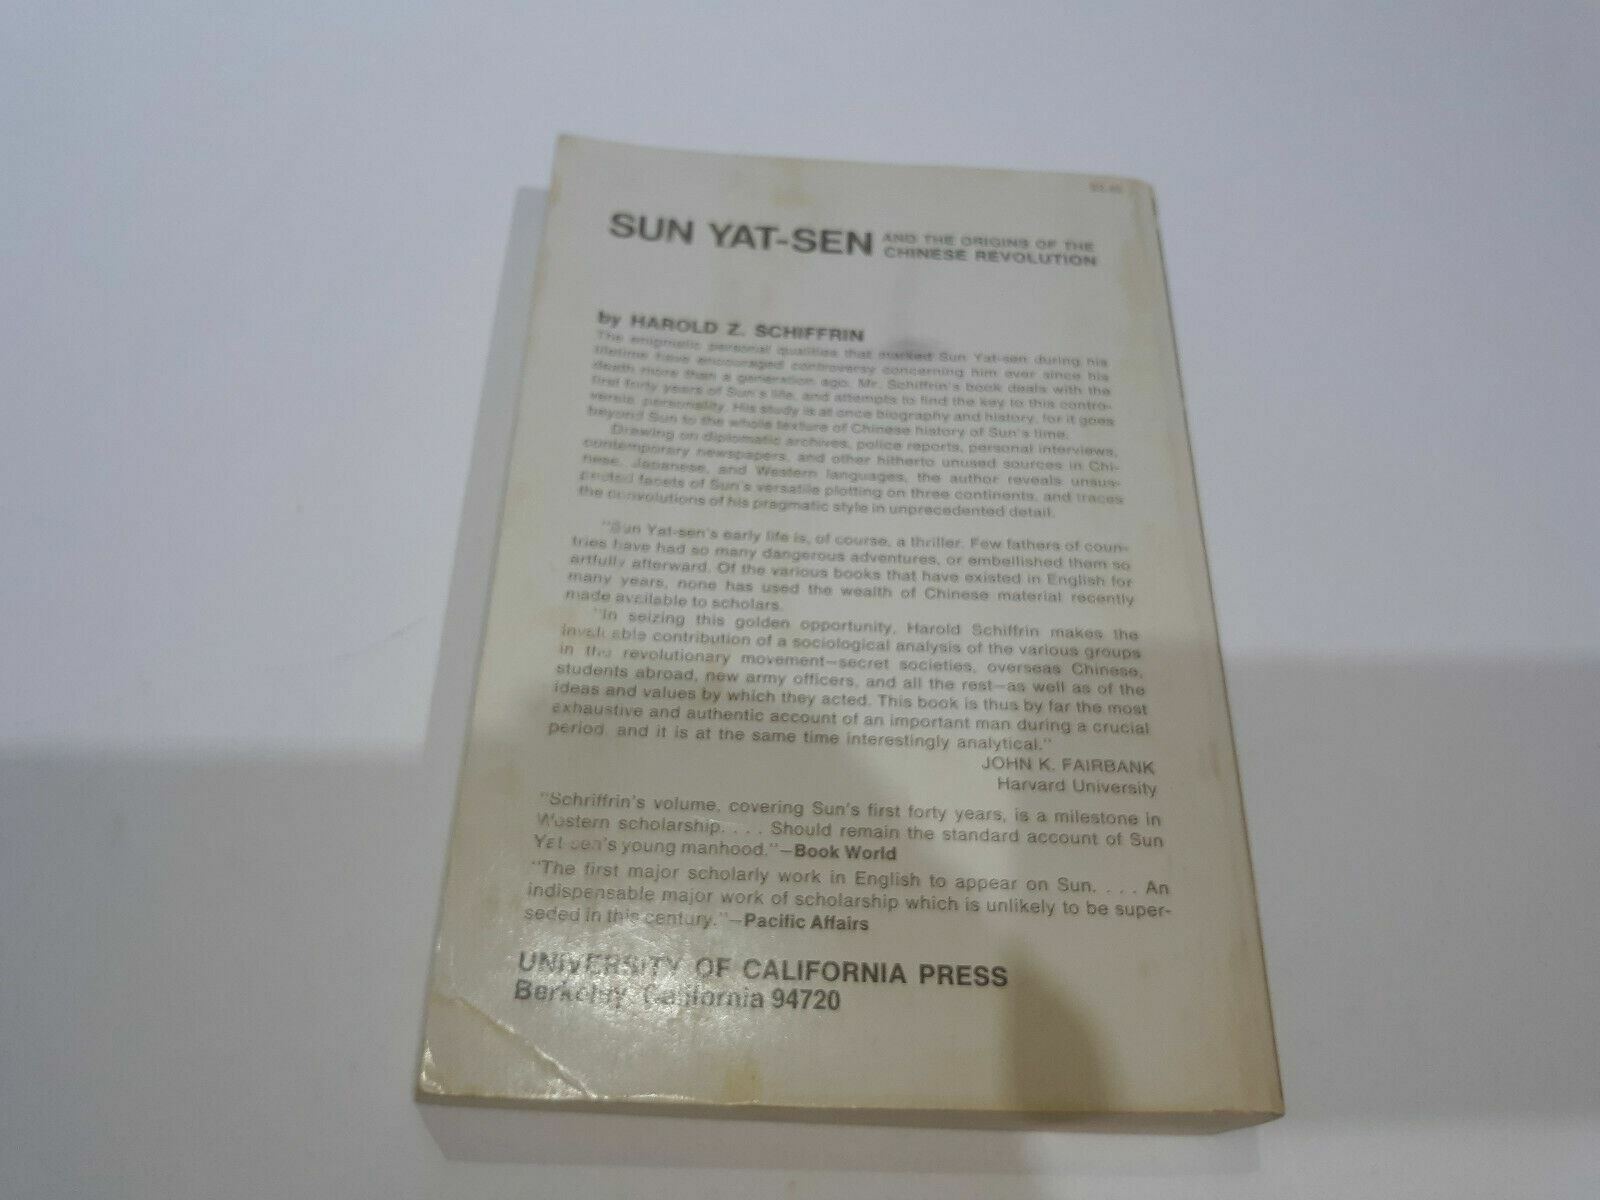 SUN YAT-SEN AND THE ORIGINS OF THE
CHINESE REVOLUTION
by HAROLD Z. SCHIFFRIN
The enigmatic personal qualities that marked Sun Yat-sen during his
lifetime have encouraged controversy concerning him ever since his
death more than a generation ago. Mr. Schiffrin's book deals with the
first forty years of Sun's life, and attempts to find the key to this contro-
versia personality. His study is at once biography and history, for it goes
beyond Sun to the whole texture of Chinese history of Sun's time.
Drawing on diplomatic archives, police reports, personal interviews,
contemporary newspapers, and other hitherto unused sources in Chi-
nese, Japanese, and Western languages, the author reveals unsus-
pected facets of Sun's versatile plotting on three continents, and traces
the convolutions of his pragmatic style in unprecedented detail.
"Sun Yat-sen's early life is, of course, a thriller. Few fathers of coun-
tries have had so many dangerous adventures, or embellished them so
artfully afterward. Of the various books that have existed in English for
many years, none has used the wealth of Chinese material recently
made available to scholars.
"In seizing this golden opportunity, Harold Schiffrin makes the
invaluable contribution of a sociological analysis of the various groups
in the revolutionary movement—secret societies, overseas Chinese,
students abroad, new army officers, and all the rest—as well as of the
ideas and values by which they acted. This book is thus by far the most
exhaustive and authentic account of an important man during a crucial
period, and it is at the same time interestingly analytical."
JOHN K. FAIRBANK
Harvard University
"Schriffrin's volume, covering Sun's first forty years, is a milestone in
Western scholarship. . . . Should remain the standard account of Sun
Yat-sen's young manhood."—Book World
"The first major scholarly work in English to appear on Sun. . . . An
indispensable major work of scholarship which is unlikely to be super-
seded in this century."—Pacific Affairs
UNIVERSITY OF CALIFORNIA PRESS
Berkeley, California 94720